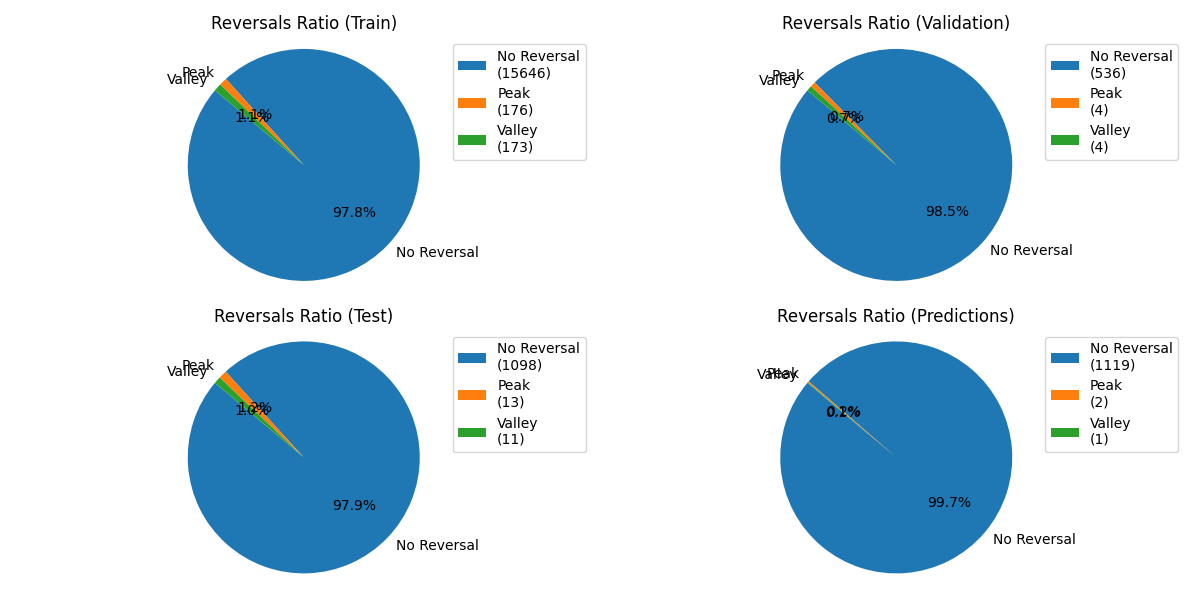 Reversals Ratio (Train)
No Reversal
(15646)
Peak
(176)
Valley
(173)
Peak
Valley
1.1%
1.1%
97.8%
No Reversal
Reversals Ratio (Validation)
No Reversal
(536)
Peak
(4)
Valley
(4)
Peak
Valley
0.7%
0.7%
98.5%
No Reversal
Reversals Ratio (Test)
No Reversal
(1098)
Peak
(13)
Valley
(11)
Peak
Valley
1.2%
1.0%
97.9%
No Reversal
Reversals Ratio (Predictions)
No Reversal
(1119)
Peak
(2)
Valley
(1)
Peak
Valley
0.2%
0.1%
99.7%
No Reversal